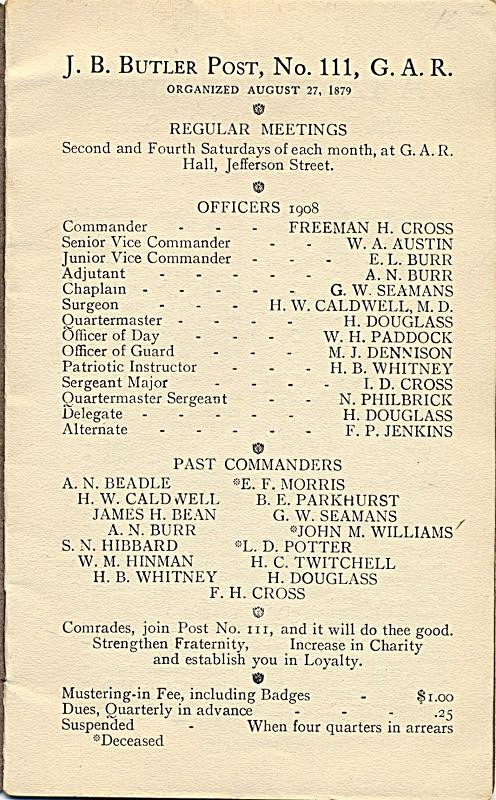 J. B. BUTLER POST, NO. 111, G. A. R.
ORGANIZED AUGUST 27, 1879
REGULAR MEETINGS
Second and Fourth Saturdays of each month, at G. A. R.
Hall, Jefferson Street.
OFFICERS 1908
Commander - - - FREEMAN H. CROSS
Senior Vice Commander - - W. A. AUSTIN
Junior Vice Commander - - - E. L. BURR
Adjutant - - - - - A. N. BURR
Chaplain - - - - - G. W. SEAMANS
Surgeon - - - - H. W. CALDWELL, M. D.
Quartermaster - - - - H. DOUGLASS
Officer of Day - - - - W. H. PADDOCK
Officer of Guard - - - - M. J. DENNISON
Patriotic Instructor - - - H. B. WHITNEY
Sergeant Major - - - - I. D. CROSS
Quartermaster Sergeant - - N. PHILBRICK
Delegate - - - - - - H. DOUGLASS
Alternate - - - - - F. P. JENKINS
PAST COMMANDERS
A. N. BEADLE *E. F. MORRIS
H. W. CALDWELL B. E. PARKHURST
JAMES H. BEAN G. W. SEAMANS
A. N. BURR *JOHN M. WILLIAMS
S. N. HIBBARD *L. D. POTTER
W. M. HINMAN H. C. TWITCHELL
H. B. WHITNEY H. DOUGLASS
F. H. CROSS
Comrades, join Post No. 111, and it will do thee good.
Strengthen Fraternity, Increase in Charity
and establish you in Loyalty.
Mustering-in Fee, including Badges - $1.00
Dues, Quarterly in advance - - - .25
Suspended - When four quarters in arrears
*Deceased